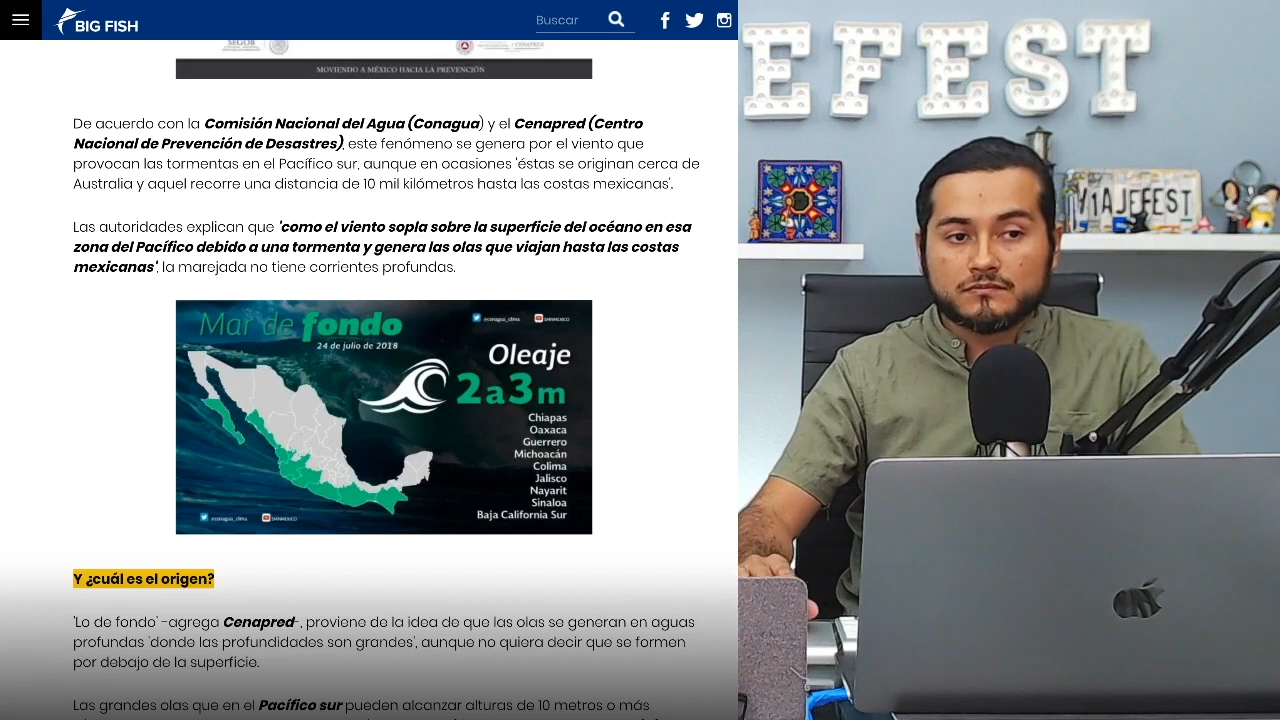 BIG FISH
Buscar
SEGOB
CENAPRED
MOVIENDO A MÉXICO HACIA LA PREVENCIÓN
De acuerdo con la Comisión Nacional del Agua (Conagua) y el Cenapred (Centro
Nacional de Prevención de Desastres), este fenómeno se genera por el viento que
provocan las tormentas en el Pacífico sur, aunque en ocasiones 'éstas se originan cerca de
Australia y aquel recorre una distancia de 10 mil kilómetros hasta las costas mexicanas'.
Las autoridades explican que 'como el viento sopla sobre la superficie del océano en esa
zona del Pacífico debido a una tormenta y genera las olas que viajan hasta las costas
mexicanas', la marejada no tiene corrientes profundas.
Mar de fondo
24 de julio de 2018
@conagua_clima
SMNMEXICO
Oleaje
2a3m
Chiapas
Oaxaca
Guerrero
Michoacán
Colima
Jalisco
Nayarit
Sinaloa
Baja California Sur
@conagua_clima
SMNMEXICO
Y ¿cuál es el origen?
'Lo de fondo' -agrega Cenapred-, proviene de la idea de que las olas se generan en aguas
profundas 'donde las profundidades son grandes', aunque no quiera decir que se formen
por debajo de la superficie.
Las grandes olas que en el Pacífico sur pueden alcanzar alturas de 10 metros o más
EFEST
V1AJEFEST